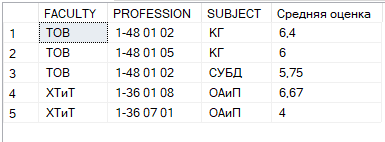 FACULTY PROFESSION SUBJECT Средняя оценка
1 ТОВ 1-48 01 02 КГ 6,4
2 ТОВ 1-48 01 05 КГ 6
3 ТОВ 1-48 01 02 СУБД 5,75
4 ХТиТ 1-36 01 08 ОАиП 6,67
5 ХТиТ 1-36 07 01 ОАиП 4